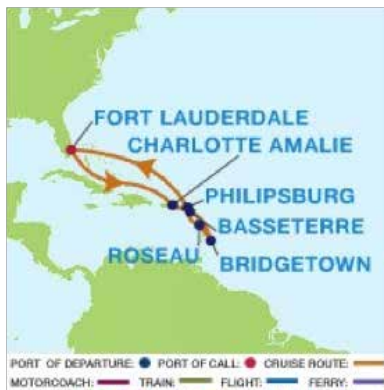 FORT LAUDERDALE
CHARLOTTE AMALIE
PHILIPSBURG
BASSETERRE
ROSEAU
BRIDGETOWN
PORT OF DEPARTURE: PORT OF CALL: CRUISE ROUTE:
MOTORCOACH: TRAIN: FLIGHT: FERRY: